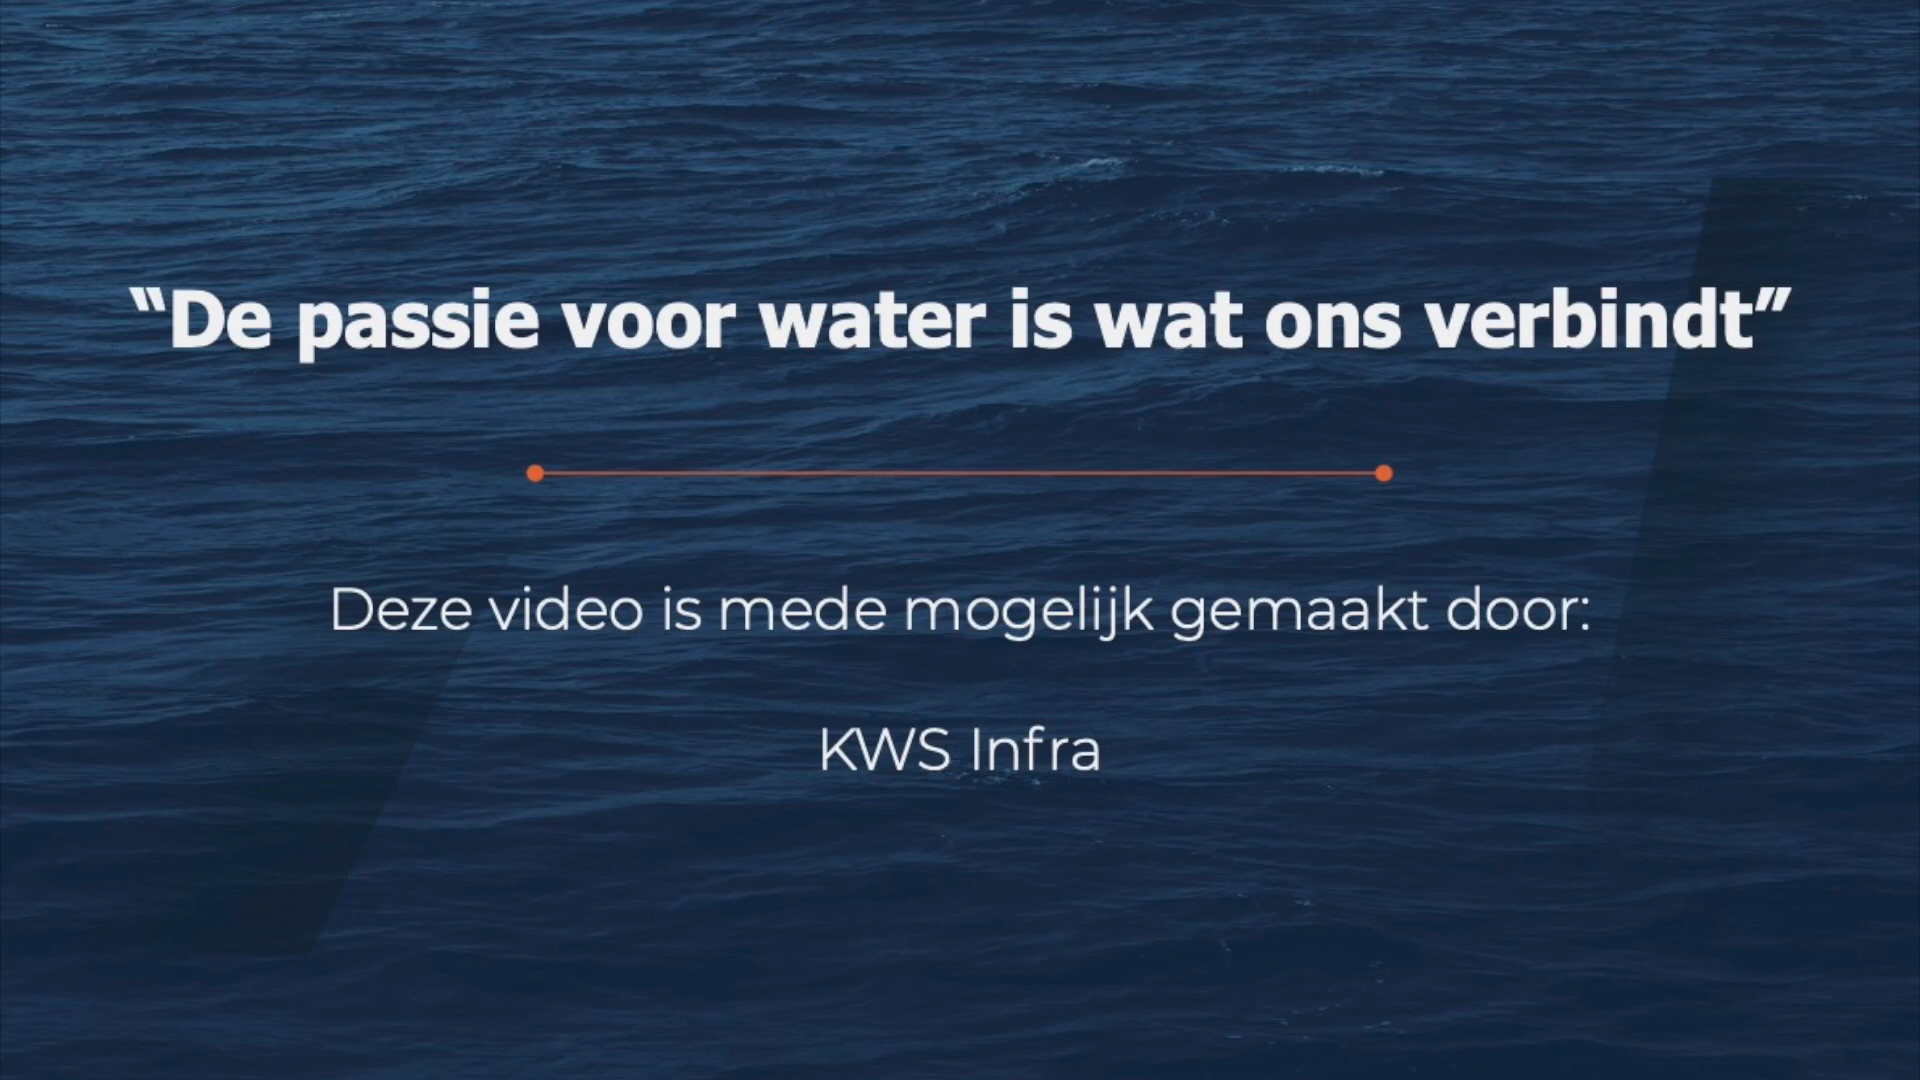 “De passie voor water is wat ons verbindt”
Deze video is mede mogelijk gemaakt door:
KWS Infra